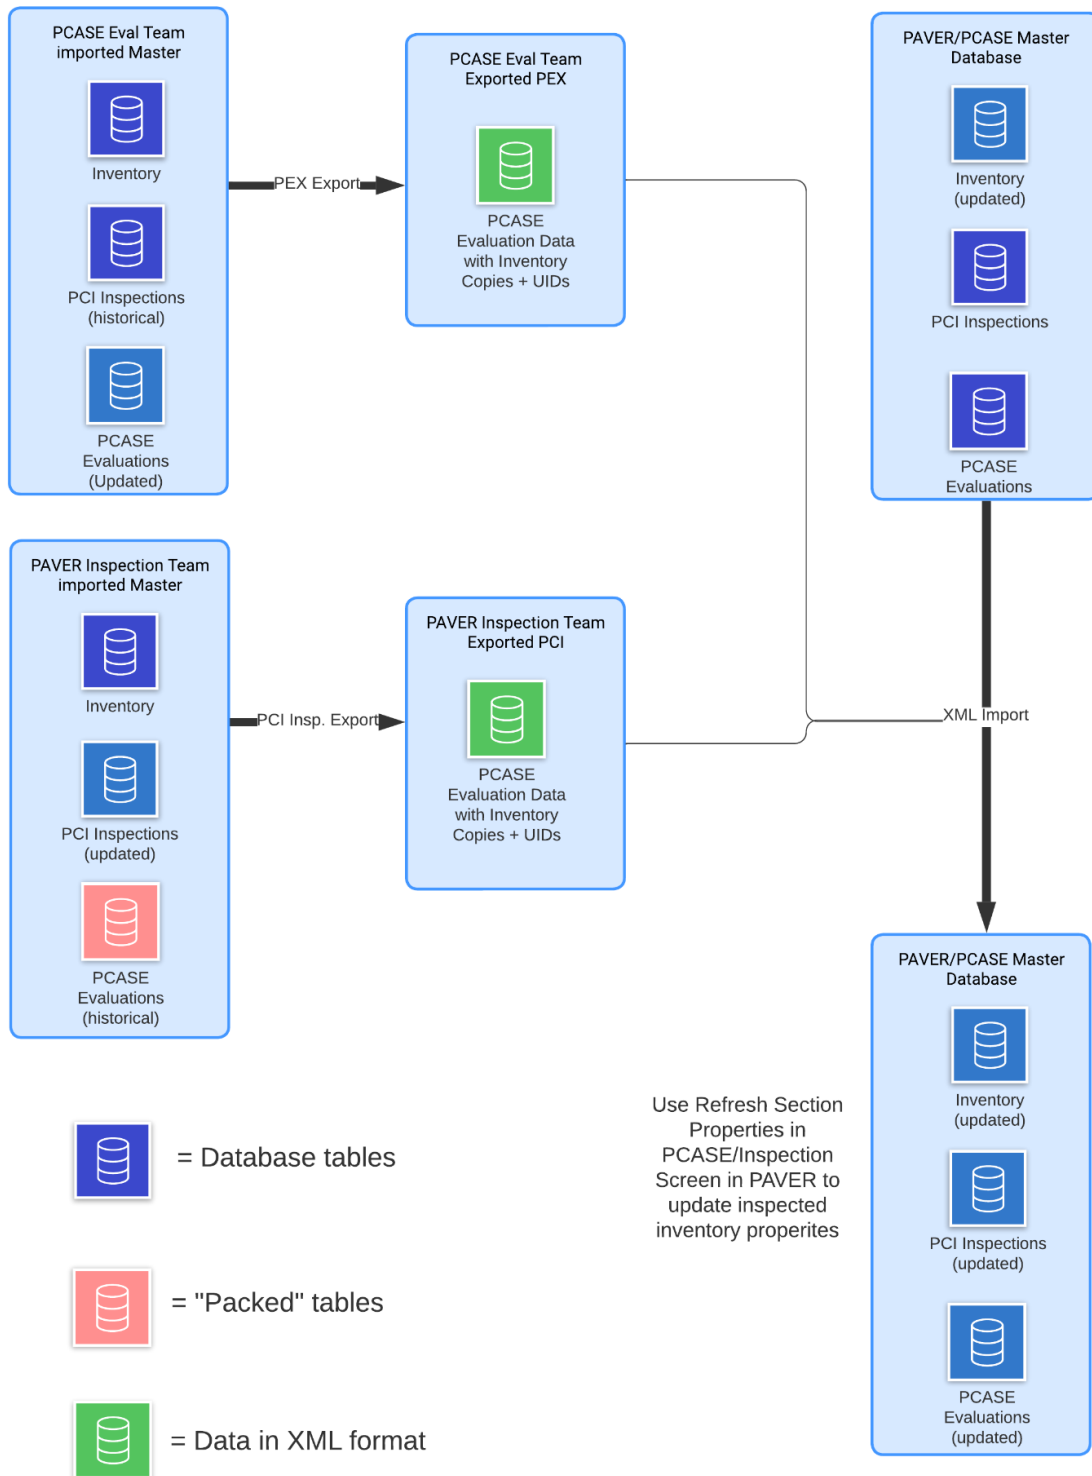 PCASE Eval Team
imported Master
Inventory
PCI Inspections
(historical)
PCASE
Evaluations
(Updated)
PEX Export
PCASE Eval Team
Exported PEX
PCASE
Evaluation Data
with Inventory
Copies + UIDs
PAVER/PCASE Master
Database
Inventory
(updated)
PCI Inspections
PCASE
Evaluations
PAVER Inspection Team
imported Master
Inventory
PCI Inspections
(updated)
PCASE
Evaluations
(historical)
PCI Insp. Export
PAVER Inspection Team
Exported PCI
PCASE
Evaluation Data
with Inventory
Copies + UIDs
XML Import
PAVER/PCASE Master
Database
Inventory
(updated)
PCI Inspections
(updated)
PCASE
Evaluations
(updated)
Use Refresh Section
Properties in
PCASE/Inspection
Screen in PAVER to
update inspected
inventory properites
= Database tables
= "Packed" tables
= Data in XML format